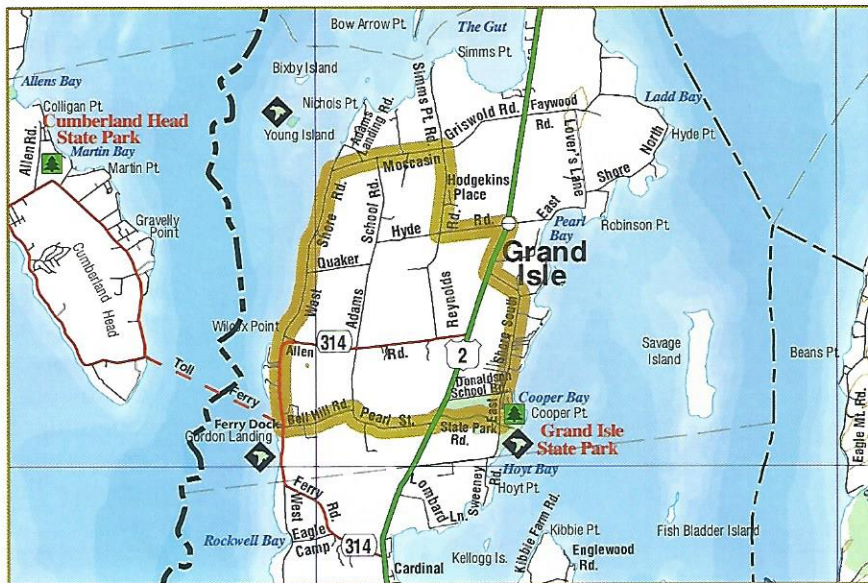 Bow Arrow Pt.
The Gut
Simms Pt.
Allens Bay
Bixby Island
Nichols Pt.
Simms Pt. Rd.
Colligan Pt.
Cumberland Head
State Park
Allen Rd.
Martin Bay
Martin Pt.
Young Island
Adams
Landing Rd.
Griswold Rd.
Faywood
Rd.
Ladd Bay
Lover's Lane
Hyde Pt.
Shore North
Moccasin
Hodgekins
Place
Rd.
Shore Rd.
School Rd.
Gravelly
Point
Hyde
Rd.
East
Pearl
Bay
Robinson Pt.
Cumberland Head
Quaker
Grand
Isle
West
Adams
Reynolds
Wilcox Point
Allen
314
Rd.
2
Shore South
Savage
Island
Beans Pt.
Toll
Ferry
Donaldson
School Rd.
East
Cooper Bay
Cooper Pt.
Bell Hill Rd
Pearl St.
State Park
Rd.
Grand Isle
State Park
Ferry Dock
Gordon Landing
Hoyt Bay
Hoyt Pt.
Eagle Mt. Rd.
Ferry Rd
West
Lombard Ln.
Sweeney Rd.
Eagle
Camp
314
Rockwell Bay
Kibbie Farm Rd.
Kibbie Pt.
Fish Bladder Island
Cardinal
Kellogg Is.
Englewood
Rd.